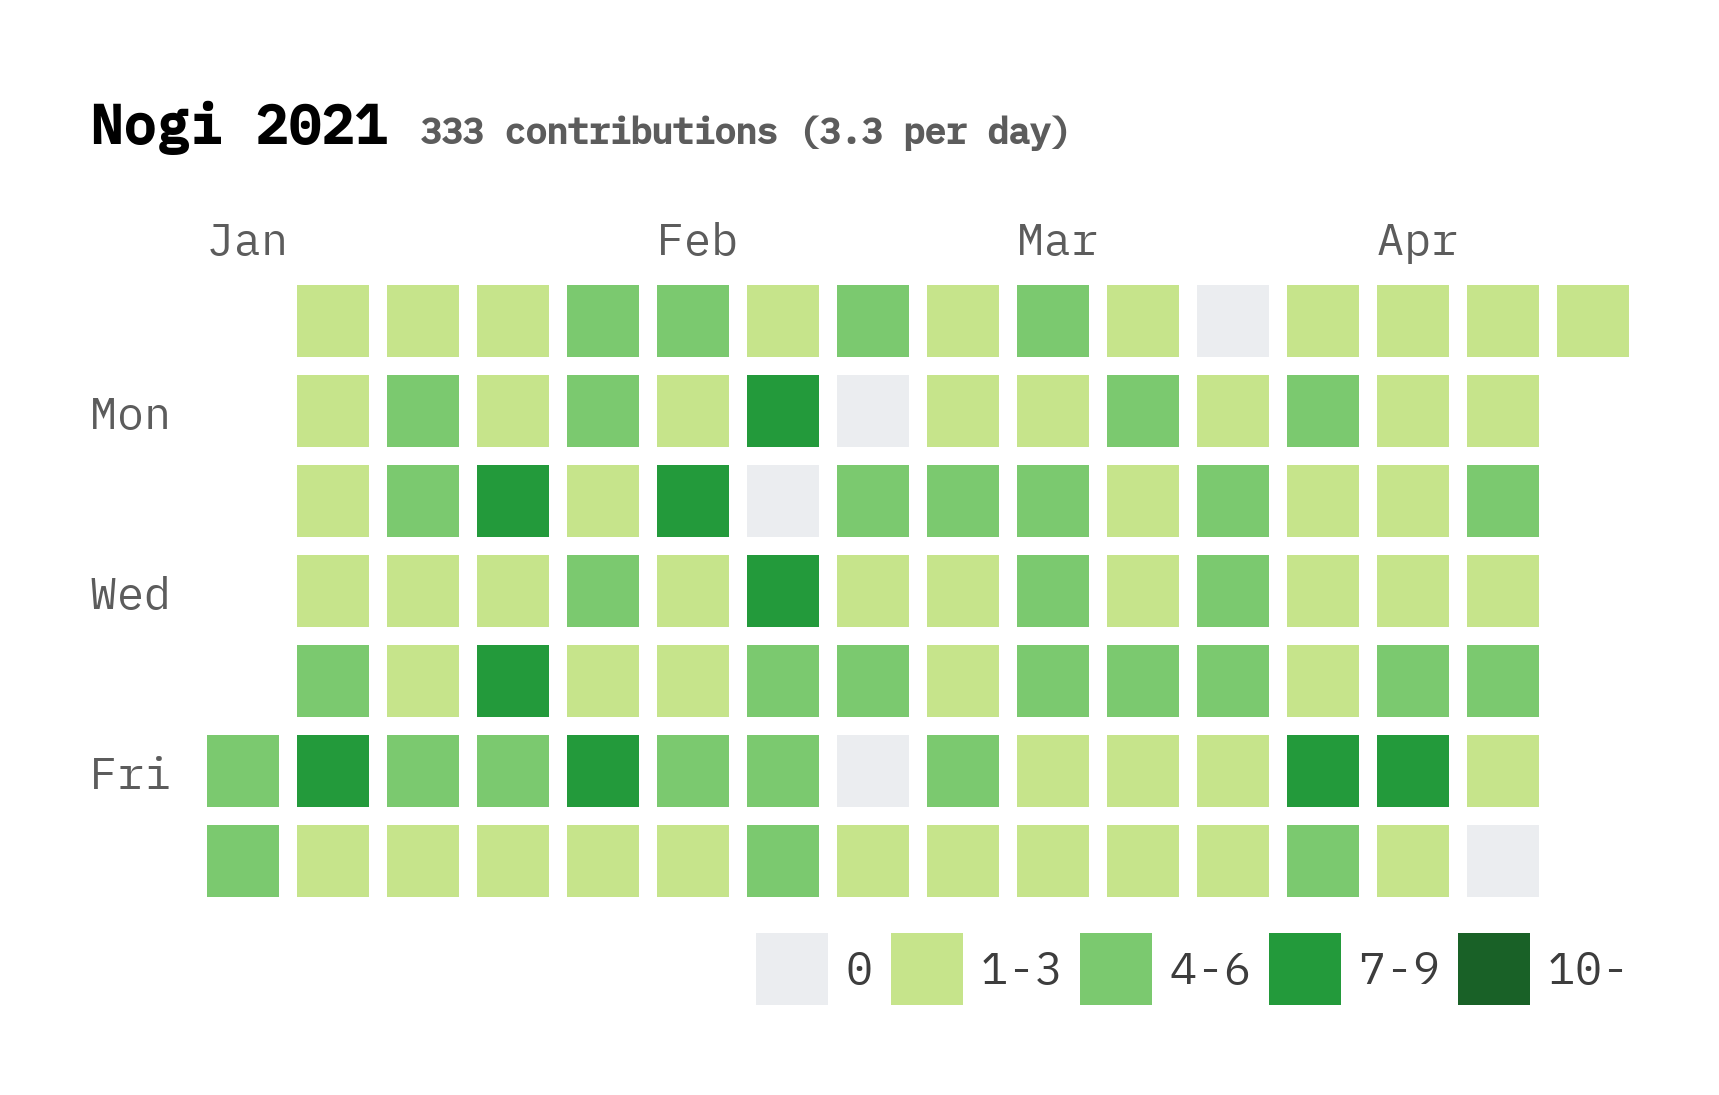 Nogi 2021 333 contributions (3.3 per day)
Jan Feb Mar Apr
Mon
Wed
Fri
0 1-3 4-6 7-9 10-